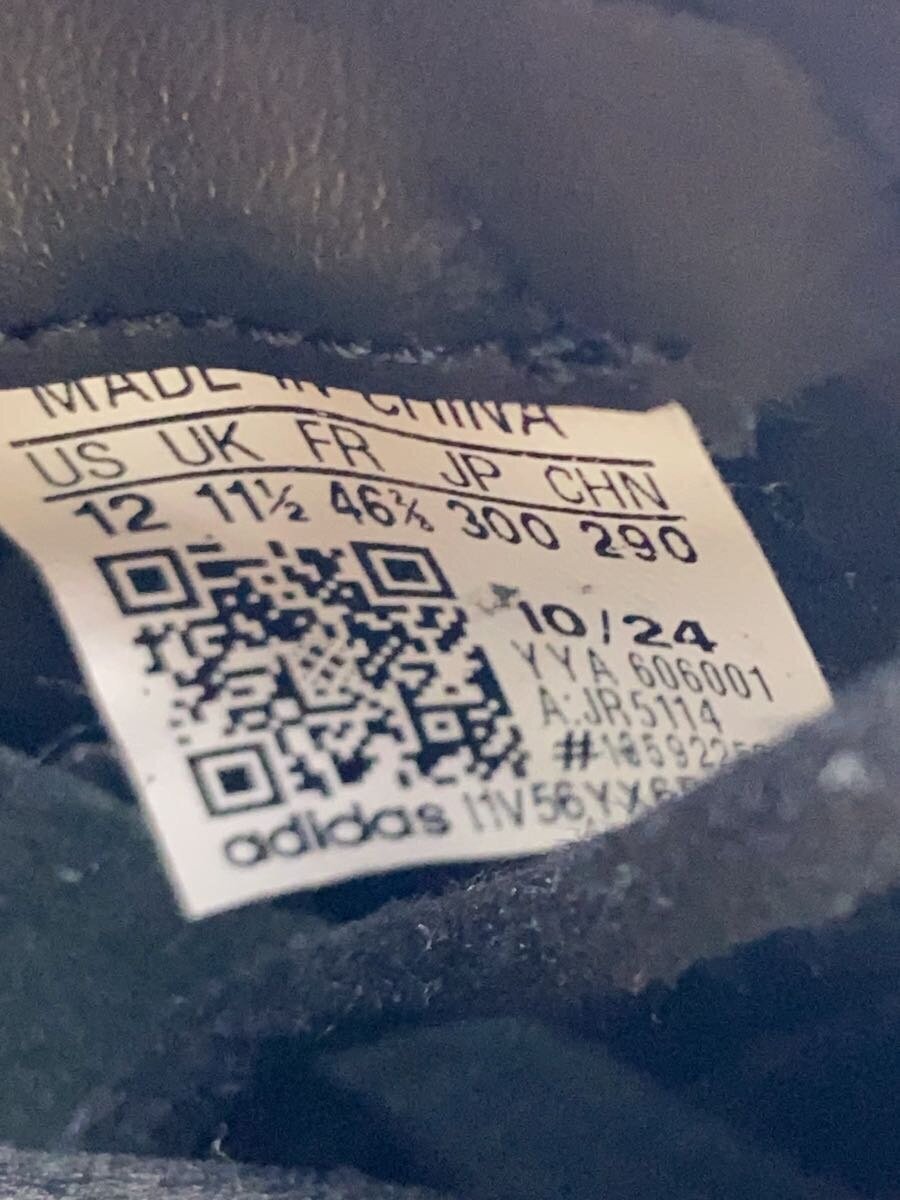 MADE IN CHINA
US UK FR JP CHN
12 11½ 46⅔ 300 290
10/24
YYA 606001
A:JR5114
adidas